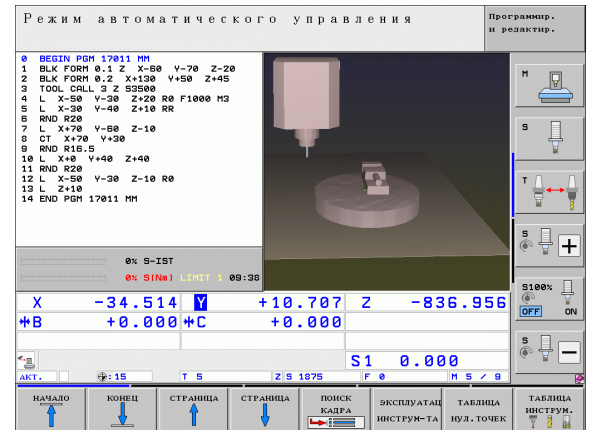 Режим автоматического управления
Программир.
и редактир.
0 BEGIN PGM 17011 MM
1 BLK FORM 0.1 Z X-60 Y-70 Z-20
2 BLK FORM 0.2 X+130 Y+50 Z+45
3 TOOL CALL 3 Z S3500
4 L X-50 Y-30 Z+20 R0 F1000 M3
5 L X-30 Y-40 Z+10 RR
6 RND R20
7 L X+70 Y-60 Z-10
8 CT X+70 Y+30
9 RND R16.5
10 L X+0 Y+40 Z+40
11 RND R20
12 L X-50 Y-30 Z-10 R0
13 L Z+10
14 END PGM 17011 MM
0% S-IST
0% S[Nm] LIMIT 1 09:38
X -34.514 Y +10.707 Z -836.956
B +0.000 C +0.000
S1 0.000
АКТ. :15 T 5 Z S 1875 F 0 M 5 / 9
M
S
T
S
S100%
OFF ON
S
НАЧАЛО
КОНЕЦ
СТРАНИЦА
СТРАНИЦА
ПОИСК
КАДРА
ЭКСПЛУАТАЦ
ИНСТРУМ-ТА
ТАБЛИЦА
НУЛ.ТОЧЕК
ТАБЛИЦА
ИНСТРУМ.